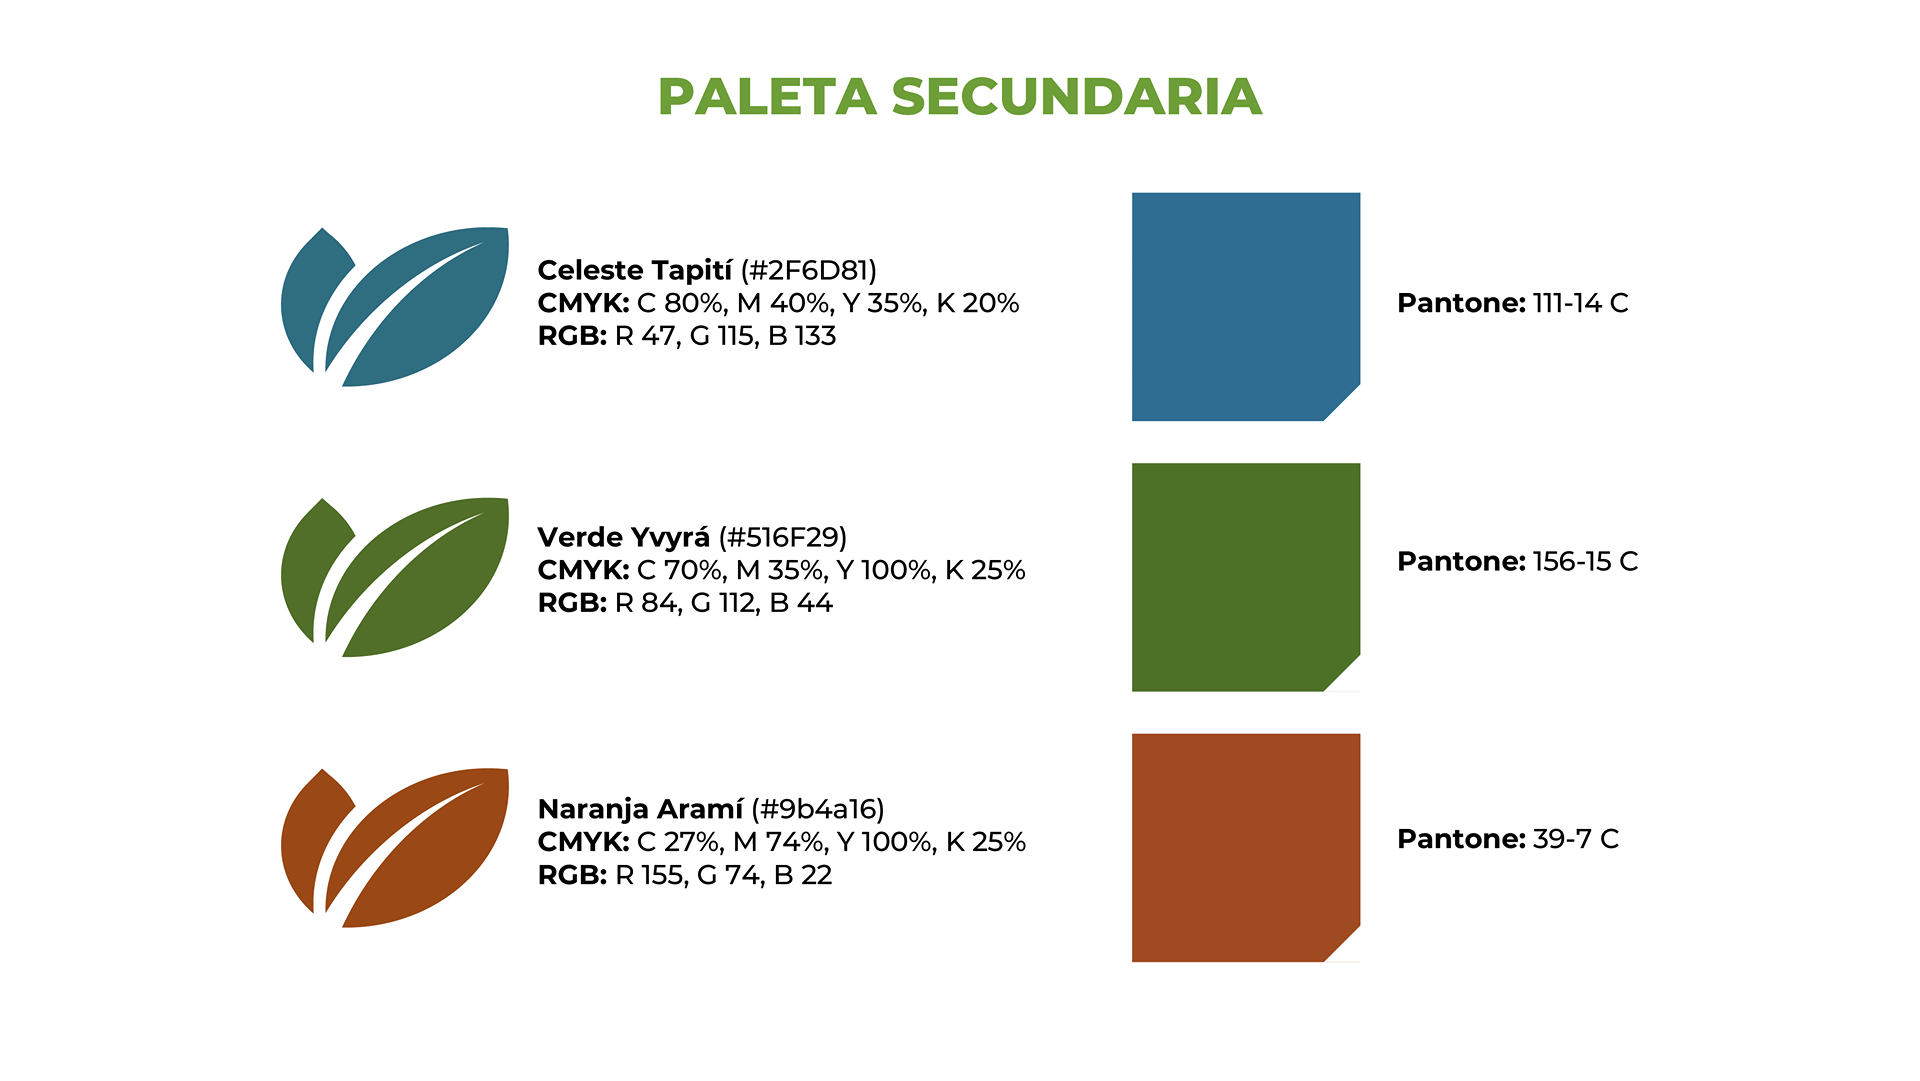 PALETA SECUNDARIA
Celeste Tapití (#2F6D81)
CMYK: C 80%, M 40%, Y 35%, K 20%
RGB: R 47, G 115, B 133
Pantone: 111-14 C
Verde Yvyrá (#516F29)
CMYK: C 70%, M 35%, Y 100%, K 25%
RGB: R 84, G 112, B 44
Pantone: 156-15 C
Naranja Aramí (#9b4a16)
CMYK: C 27%, M 74%, Y 100%, K 25%
RGB: R 155, G 74, B 22
Pantone: 39-7 C